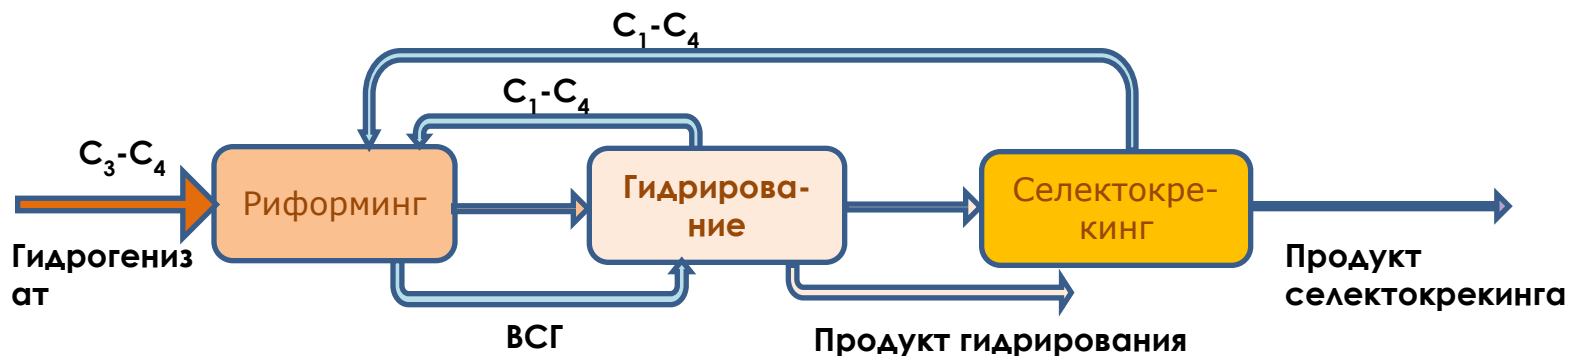 C₁-C₄
C₁-C₄
C₃-C₄
Риформинг
Гидрирова-
ние
Селектокре-
кинг
Гидрогениз
ат
Продукт
селектокрекинга
ВСГ
Продукт гидрирования